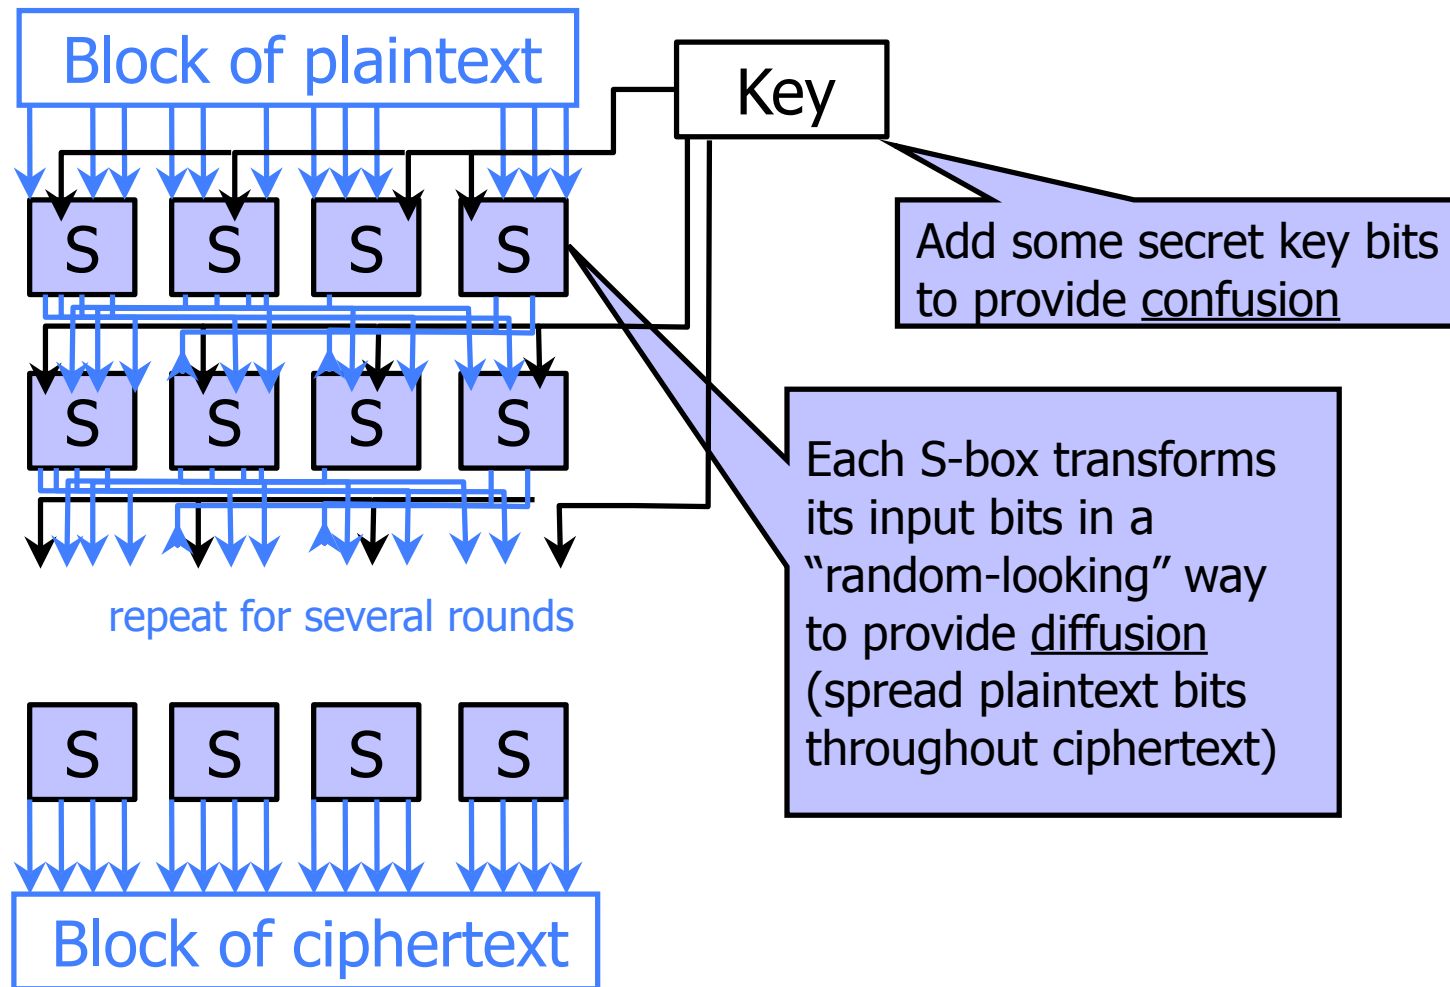 Block of plaintext
Key
S S S S
Add some secret key bits
to provide confusion
S S S S
Each S-box transforms
its input bits in a
“random-looking” way
to provide diffusion
(spread plaintext bits
throughout ciphertext)
repeat for several rounds
S S S S
Block of ciphertext